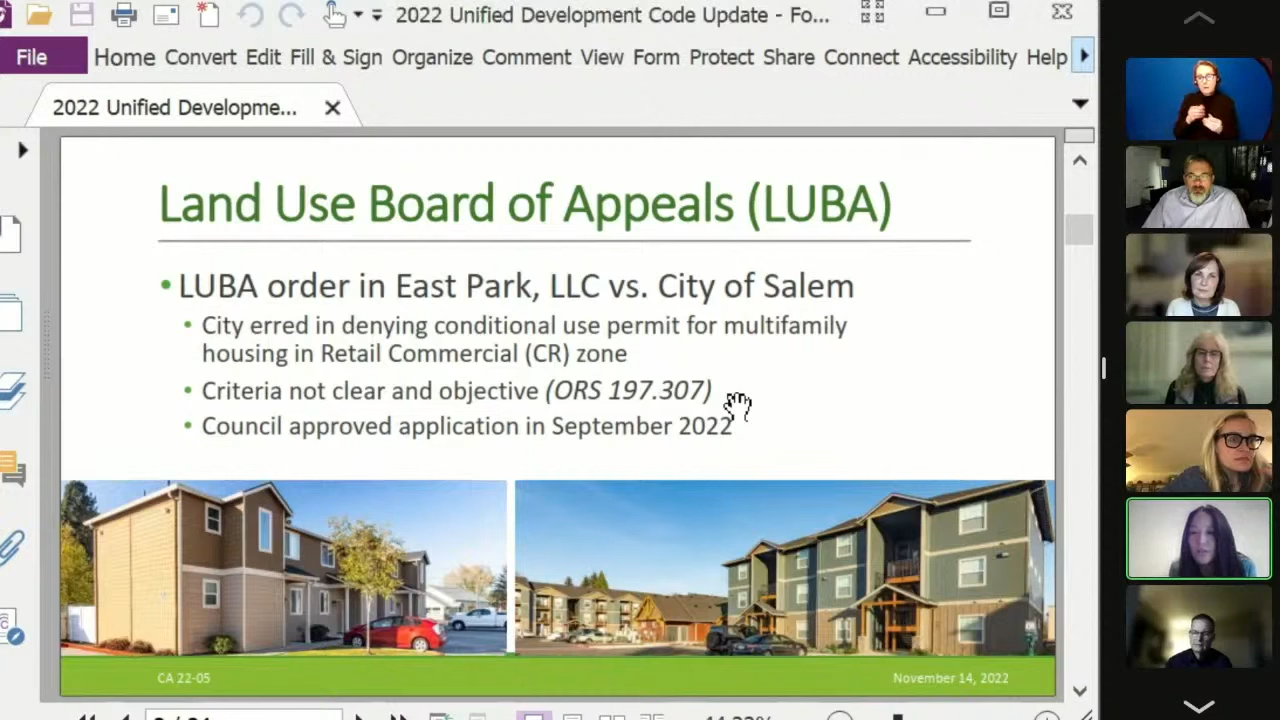 2022 Unified Development Code Update - Fo...
File Home Convert Edit Fill & Sign Organize Comment View Form Protect Share Connect Accessibility Help
2022 Unified Developme...
Land Use Board of Appeals (LUBA)
• LUBA order in East Park, LLC vs. City of Salem
• City erred in denying conditional use permit for multifamily
housing in Retail Commercial (CR) zone
• Criteria not clear and objective (ORS 197.307)
• Council approved application in September 2022
CA 22-05
November 14, 2022